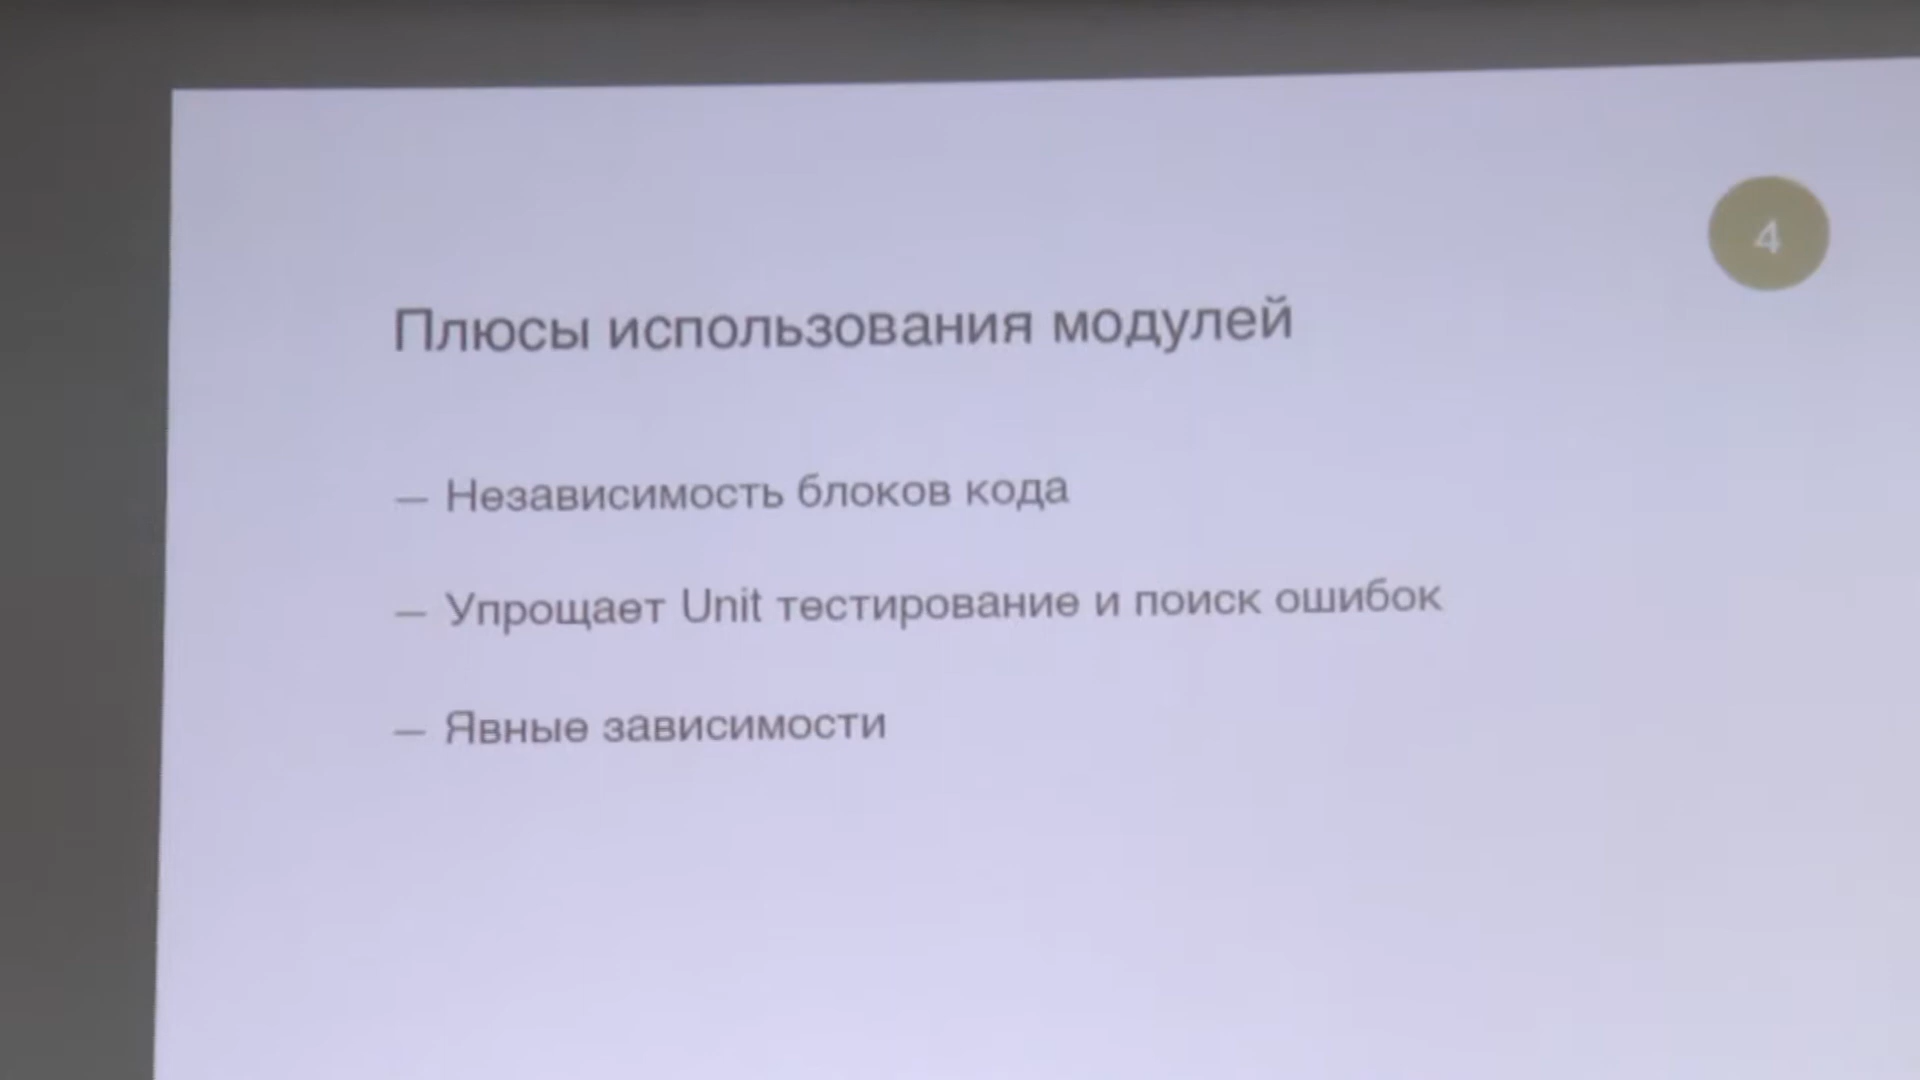 4
Плюсы использования модулей
— Независимость блоков кода
— Упрощает Unit тестирование и поиск ошибок
— Явные зависимости